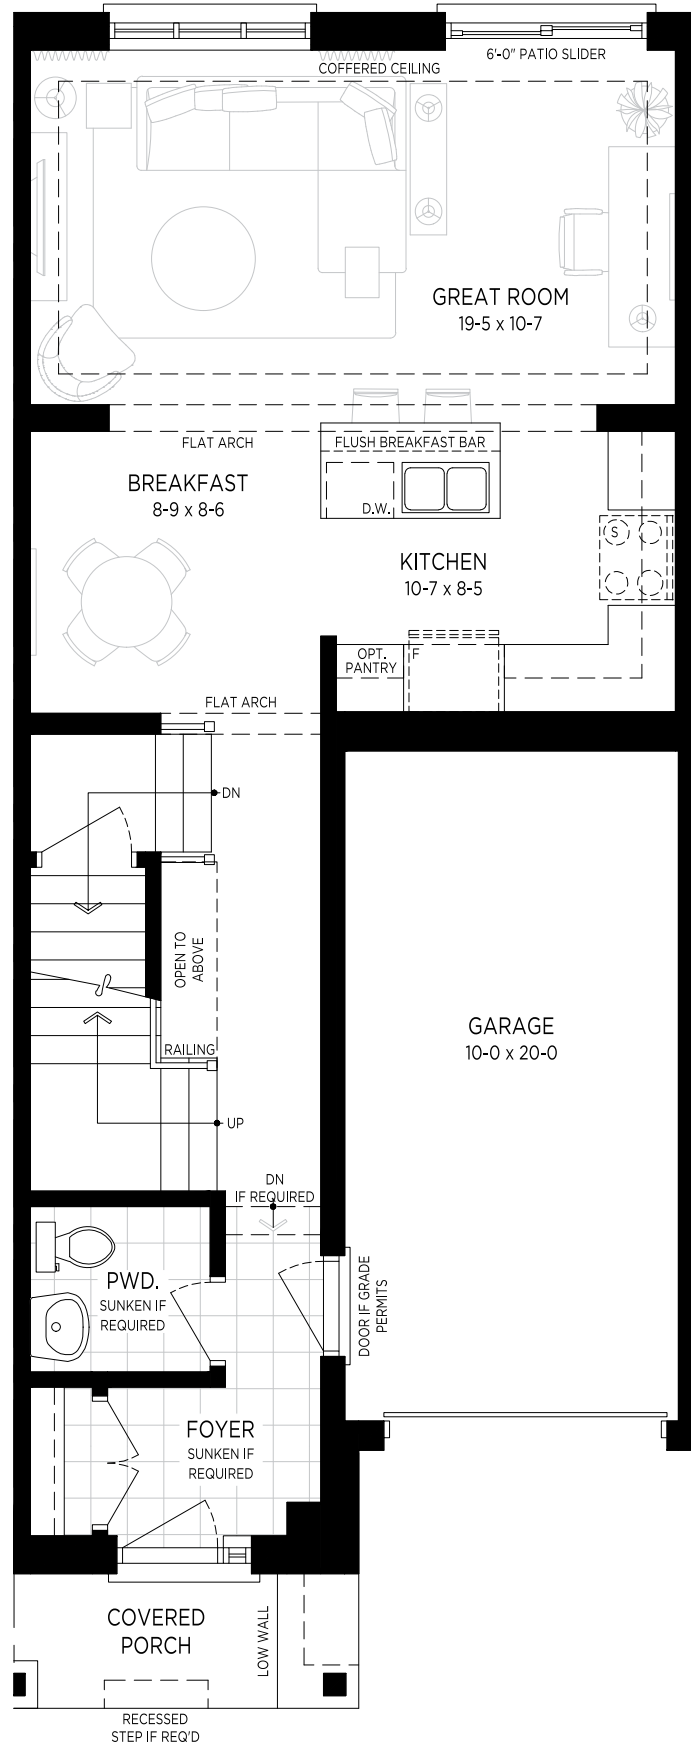 6'-0" PATIO SLIDER
COFFERED CEILING
GREAT ROOM
19-5 x 10-7
FLAT ARCH
FLUSH BREAKFAST BAR
BREAKFAST
8-9 x 8-6
D.W.
S
KITCHEN
10-7 x 8-5
OPT.
PANTRY
F
FLAT ARCH
DN
OPEN TO
ABOVE
GARAGE
10-0 x 20-0
RAILING
UP
DN
IF REQUIRED
DOOR IF GRADE
PERMITS
PWD.
SUNKEN IF
REQUIRED
FOYER
SUNKEN IF
REQUIRED
COVERED
PORCH
LOW WALL
RECESSED
STEP IF REQ'D